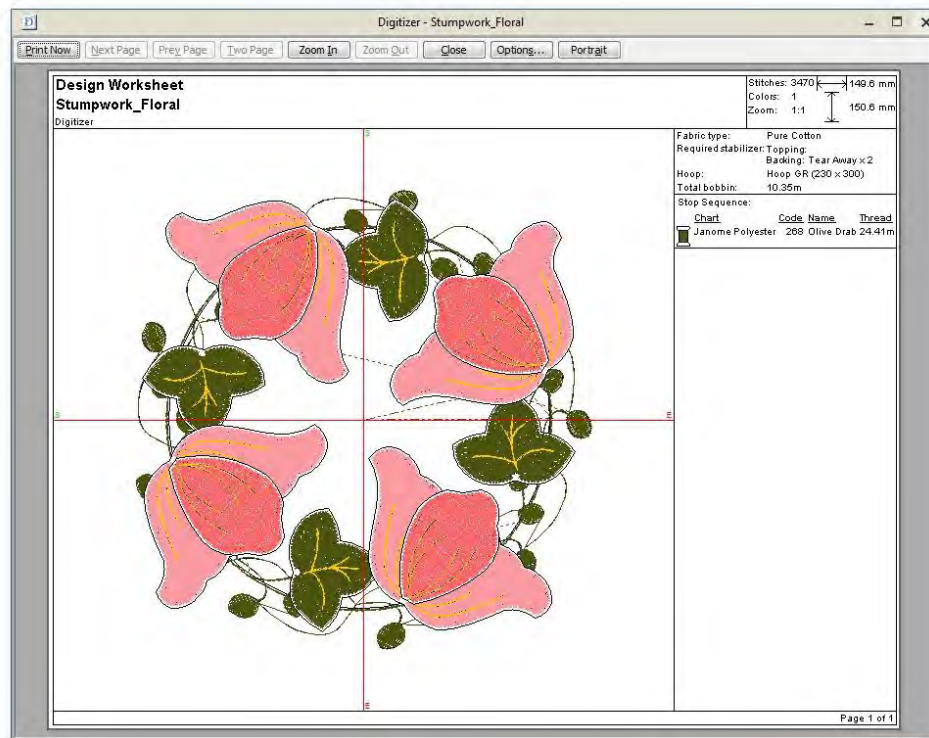 Digitizer - Stumpwork_Floral
Print Now Next Page Prev Page Two Page Zoom In Zoom Out Close Options... Portrait
Design Worksheet
Stumpwork_Floral
Digitizer
Stitches: 3470 149.6 mm
Colors: 1
Zoom: 1:1 150.6 mm
Fabric type: Pure Cotton
Required stabilizer: Topping:
Backing: Tear Away x 2
Hoop: Hoop GR (230 x 300)
Total bobbin: 10.35m
Stop Sequence:
Chart Code Name Thread
Janome Polyester 268 Olive Drab 24.41m
S
S E
E
Page 1 of 1